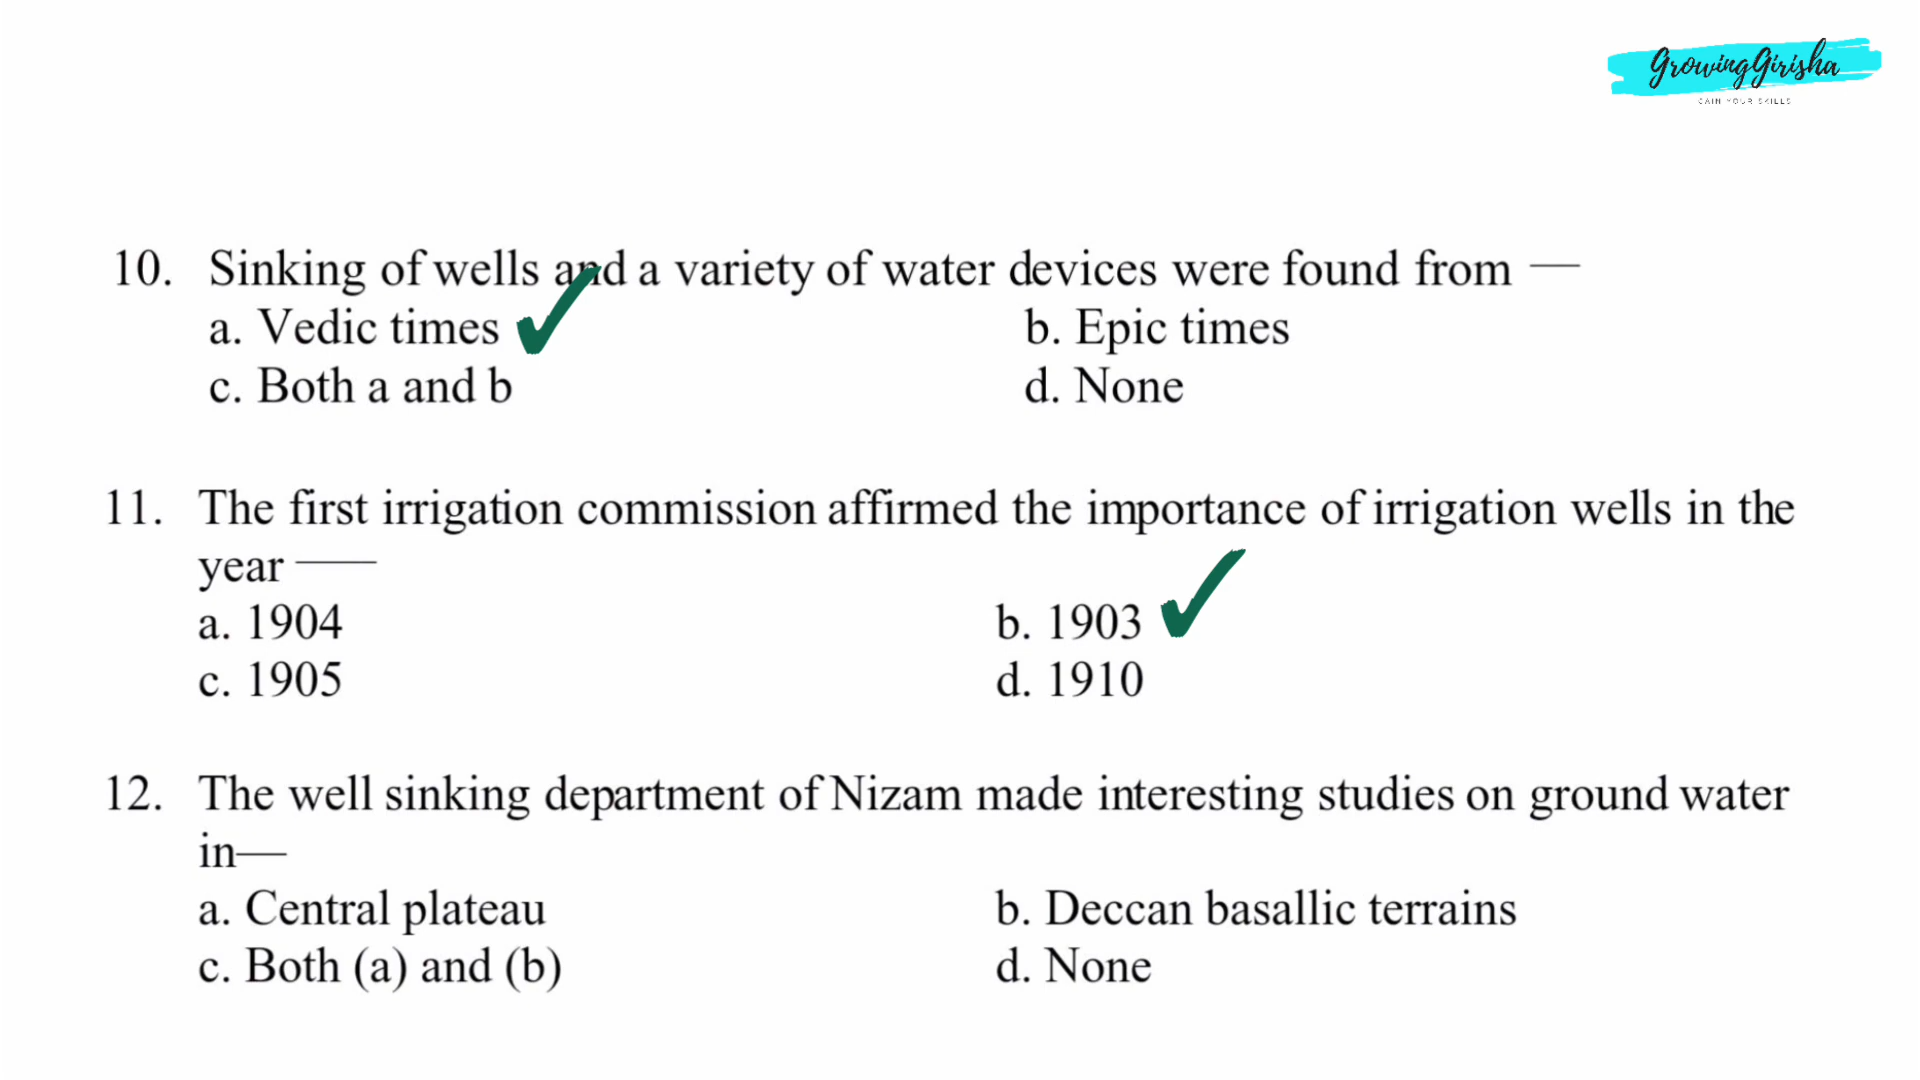 GrowingGirisha
GAIN YOUR SKILLS
10. Sinking of wells and a variety of water devices were found from —
a. Vedic times b. Epic times
c. Both a and b d. None
11. The first irrigation commission affirmed the importance of irrigation wells in the
year ——
a. 1904 b. 1903
c. 1905 d. 1910
12. The well sinking department of Nizam made interesting studies on ground water
in—
a. Central plateau b. Deccan basallic terrains
c. Both (a) and (b) d. None